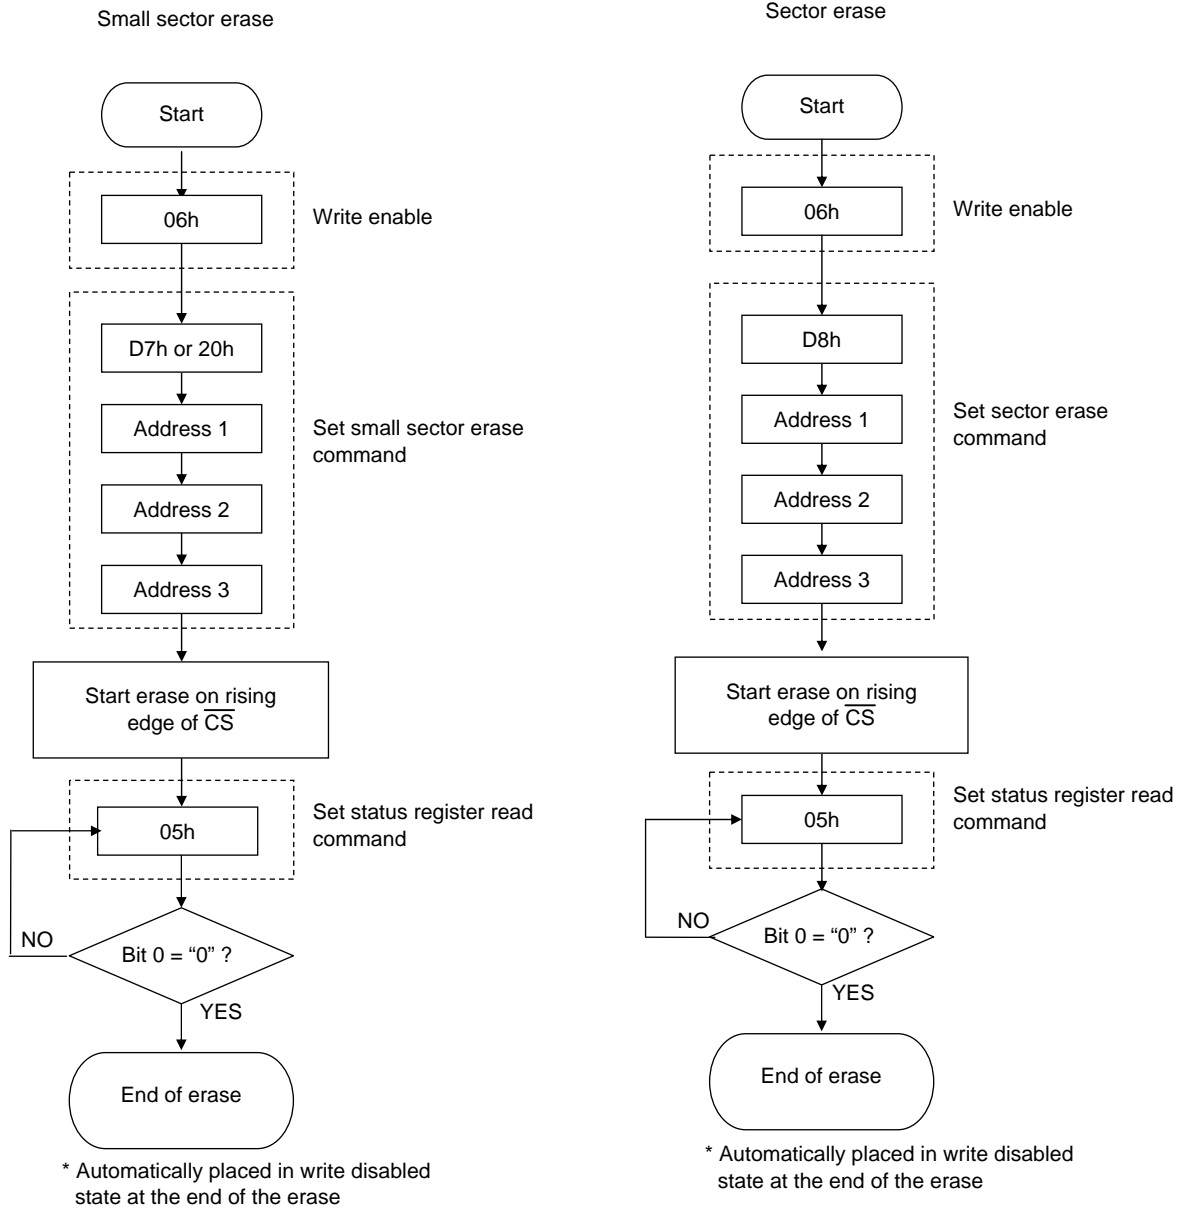 Small sector erase
Start
06h
Write enable
D7h or 20h
Address 1
Set small sector erase
command
Address 2
Address 3
Start erase on rising
edge of C̅S̅
Set status register read
command
05h
NO
Bit 0 = “0” ?
YES
End of erase
* Automatically placed in write disabled
state at the end of the erase
Sector erase
Start
06h
Write enable
D8h
Address 1
Set sector erase
command
Address 2
Address 3
Start erase on rising
edge of C̅S̅
Set status register read
command
05h
NO
Bit 0 = “0” ?
YES
End of erase
* Automatically placed in write disabled
state at the end of the erase